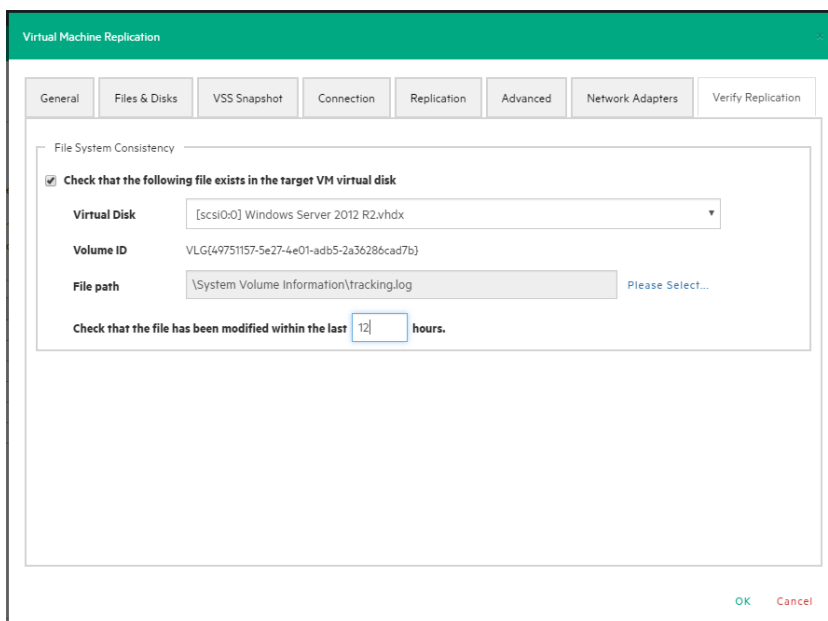 Virtual Machine Replication
General Files & Disks VSS Snapshot Connection Replication Advanced Network Adapters Verify Replication
File System Consistency
Check that the following file exists in the target VM virtual disk
Virtual Disk [scsi0:0] Windows Server 2012 R2.vhdx
Volume ID VLG{49751157-5e27-4e01-adb5-2a36286cad7b}
File path \System Volume Information\tracking.log Please Select...
Check that the file has been modified within the last 12 hours.
OK Cancel